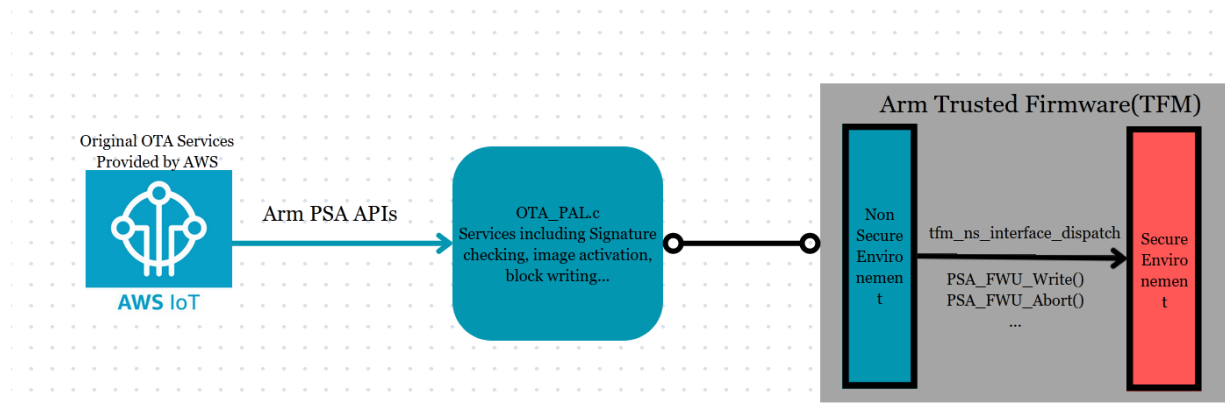 Original OTA Services
Provided by AWS
AWS IoT
Arm PSA APIs
OTA_PAL.c
Services including Signature
checking, image activation,
block writing...
Arm Trusted Firmware(TFM)
Non
Secure
Enviro
nemen
t
tfm_ns_interface_dispatch
PSA_FWU_Write()
PSA_FWU_Abort()
...
Secure
Enviro
nemen
t